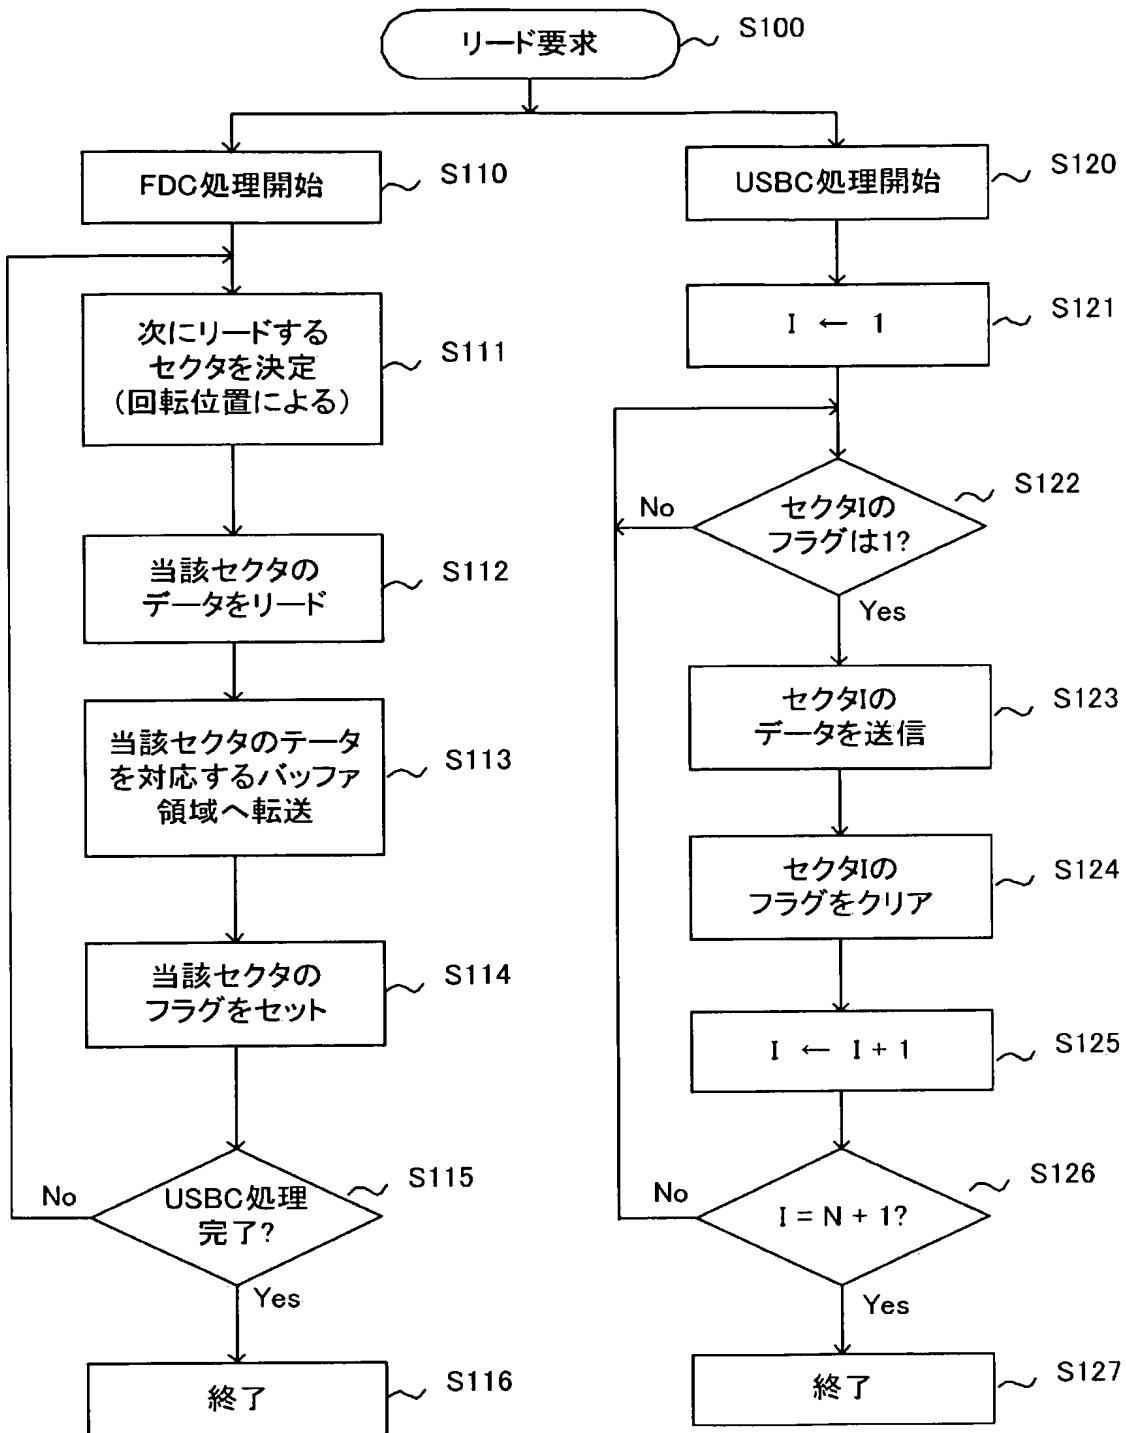 リード要求
S100
FDC処理開始
S110
次にリードする
セクタを決定
(回転位置による)
S111
当該セクタの
データをリード
S112
当該セクタのテータ
を対応するバッファ
領域へ転送
S113
当該セクタの
フラグをセット
S114
USBC処理
完了?
S115
No
Yes
終了
S116
USBC処理開始
S120
I ← 1
S121
セクタIの
フラグは1?
S122
No
Yes
セクタIの
データを送信
S123
セクタIの
フラグをクリア
S124
I ← I + 1
S125
I = N + 1?
S126
No
Yes
終了
S127